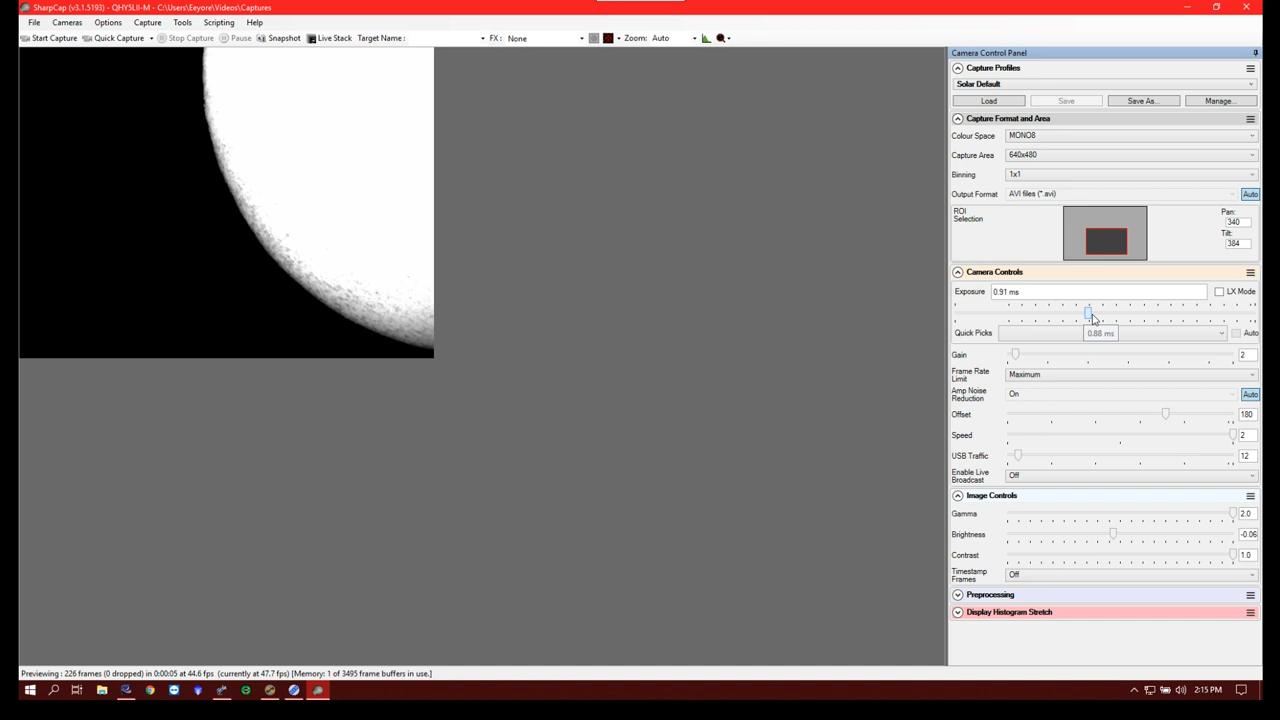 SharpCap (v3.1.5193) - QHY5LII-M - C:\Users\Eeyore\Videos\Captures
File Cameras Options Capture Tools Scripting Help
Start Capture Quick Capture Stop Capture Pause Snapshot Live Stack Target Name : FX : None Zoom: Auto
Camera Control Panel
Capture Profiles
Solar Default
Load Save Save As... Manage...
Capture Format and Area
Colour Space MONO8
Capture Area 640x480
Binning 1x1
Output Format AVI files (*.avi) Auto
ROI Selection
Pan:
340
Tilt:
384
Camera Controls
Exposure 0.91 ms LX Mode
Quick Picks Auto
0.88 ms
Gain 2
Frame Rate Limit Maximum
Amp Noise Reduction On Auto
Offset 180
Speed 2
USB Traffic 12
Enable Live Broadcast Off
Image Controls
Gamma 2.0
Brightness -0.06
Contrast 1.0
Timestamp Frames Off
Preprocessing
Display Histogram Stretch
Previewing : 226 frames (0 dropped) in 0:00:05 at 44.6 fps (currently at 47.7 fps) [Memory: 1 of 3495 frame buffers in use.]
2:15 PM